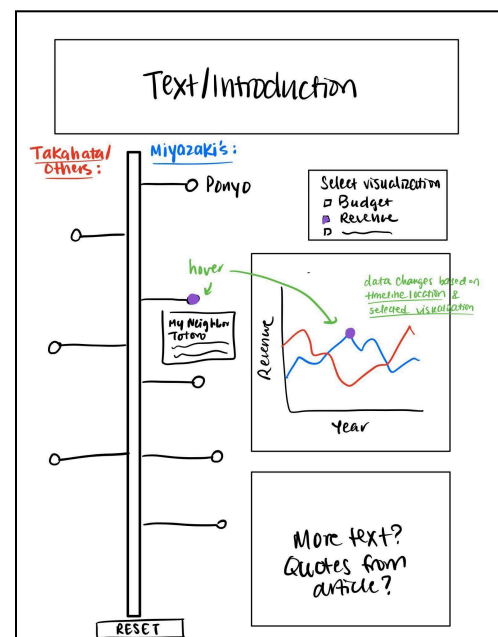 Text/Introduction
Takahata/
Others:
Miyazaki's:
Ponyo
Select visualization
Budget
Revenue
hover
data changes based on
timeline location &
selected visualization
My Neighbor
Totoro
Revenue
Year
More text?
Quotes from
article?
RESET